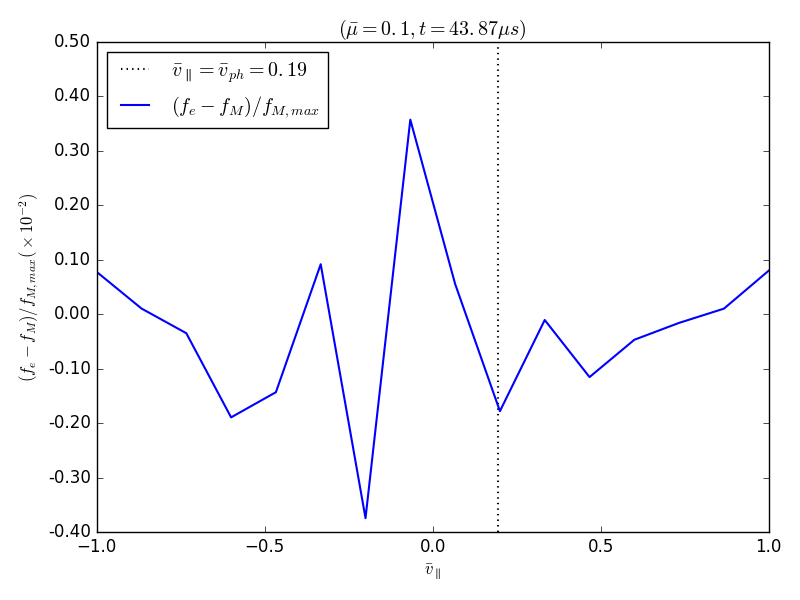 (μ̄ = 0.1, t = 43.87μs)
v̄∥ = v̄ph = 0.19
(fe − fM)/fM,max
0.50
0.40
0.30
0.20
0.10
0.00
-0.10
-0.20
-0.30
-0.40
(fe − fM)/fM,max(×10−2)
−1.0 −0.5 0.0 0.5 1.0
v̄∥